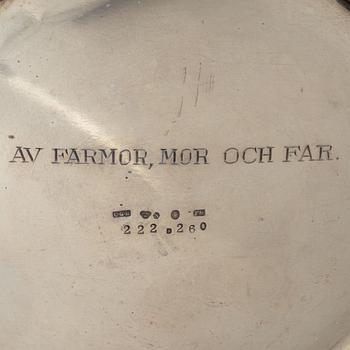 AV FARMOR, MOR OCH FAR.
222.260